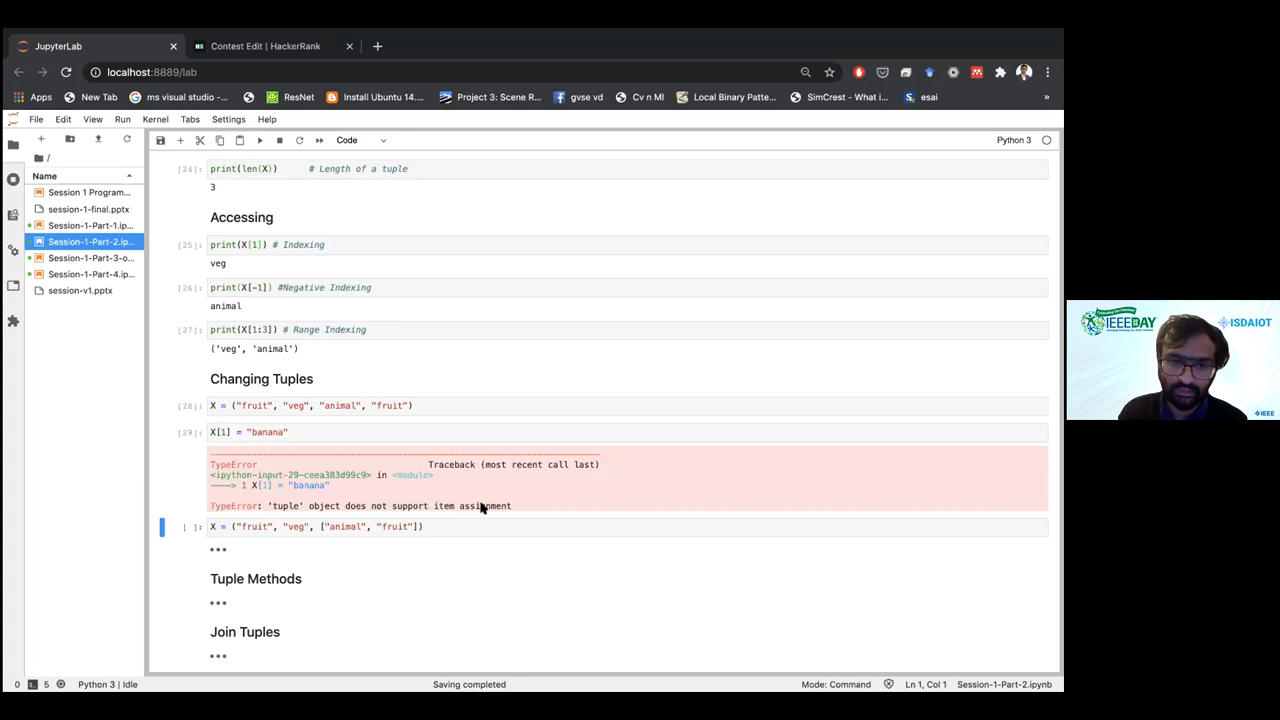 JupyterLab
Contest Edit | HackerRank
localhost:8889/lab
Apps
New Tab
ms visual studio -...
ResNet
Install Ubuntu 14....
Project 3: Scene R...
gvse vd
Cv n Ml
Local Binary Patte...
SimCrest - What i...
esai
»
File Edit View Run Kernel Tabs Settings Help
Code
Python 3
/
Name
Session 1 Program...
session-1-final.pptx
Session-1-Part-1.ip...
Session-1-Part-2.ip...
Session-1-Part-3-o...
Session-1-Part-4.ip...
session-v1.pptx
[24]: print(len(X)) # Length of a tuple
3
Accessing
[25]: print(X[1]) # Indexing
veg
[26]: print(X[-1]) #Negative Indexing
animal
[27]: print(X[1:3]) # Range Indexing
('veg', 'animal')
Changing Tuples
[28]: X = ("fruit", "veg", "animal", "fruit")
[29]: X[1] = "banana"
TypeError Traceback (most recent call last)
<ipython-input-29-ceea383d99c9> in <module>
----> 1 X[1] = "banana"
TypeError: 'tuple' object does not support item assignment
[ ]: X = ("fruit", "veg", ["animal", "fruit"])
Tuple Methods
Join Tuples
0
5
Python 3 | Idle
Saving completed
Mode: Command
Ln 1, Col 1
Session-1-Part-2.ipynb
IEEEDAY
ISDAIOT
IEEE